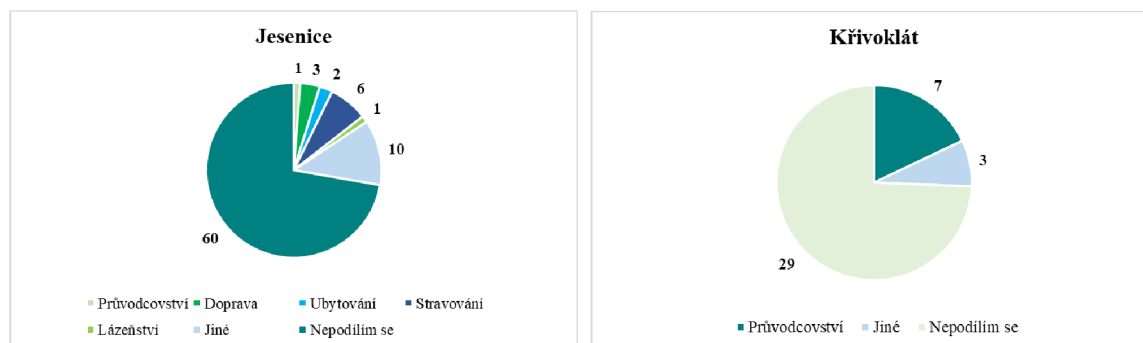 Jesenice
1
3
2
6
1
10
60
Průvodcovství Doprava Ubytování Stravování
Lázeňství Jiné Nepodílím se
Křivoklát
7
3
29
Průvodcovství Jiné Nepodílím se